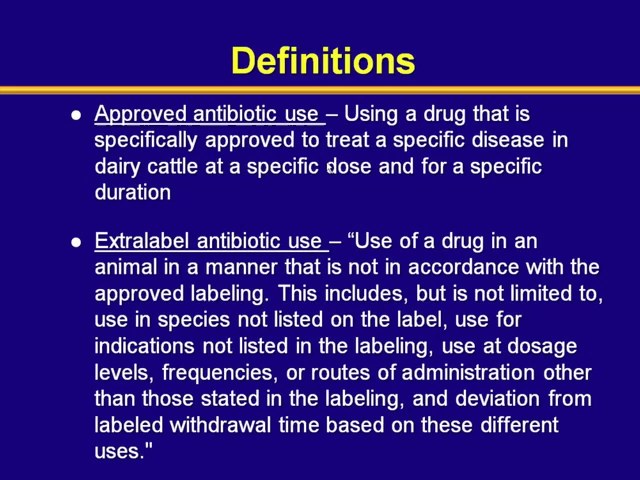 Definitions
Approved antibiotic use – Using a drug that is
specifically approved to treat a specific disease in
dairy cattle at a specific dose and for a specific
duration
Extralabel antibiotic use – “Use of a drug in an
animal in a manner that is not in accordance with the
approved labeling. This includes, but is not limited to,
use in species not listed on the label, use for
indications not listed in the labeling, use at dosage
levels, frequencies, or routes of administration other
than those stated in the labeling, and deviation from
labeled withdrawal time based on these different
uses."